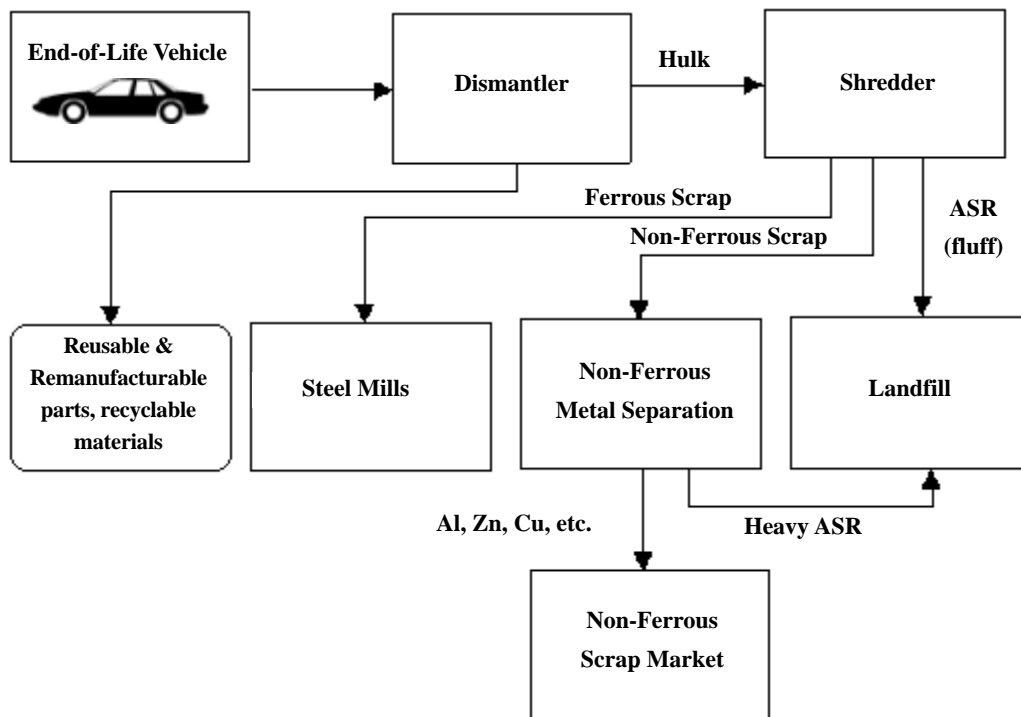 End-of-Life Vehicle
Dismantler
Hulk
Shredder
Ferrous Scrap
Non-Ferrous Scrap
ASR
(fluff)
Reusable &
Remanufacturable
parts, recyclable
materials
Steel Mills
Non-Ferrous
Metal Separation
Landfill
Al, Zn, Cu, etc.
Heavy ASR
Non-Ferrous
Scrap Market